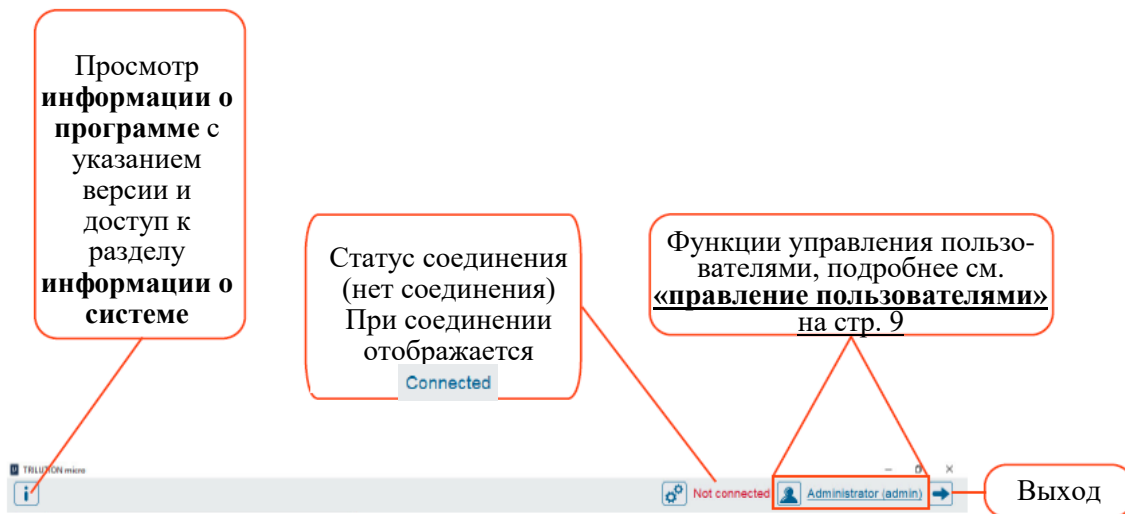 Просмотр
информации о
программе с
указанием
версии и
доступ к
разделу
информации о
системе
Статус соединения
(нет соединения)
При соединении
отображается
Connected
Функции управления пользо-
вателями, подробнее см.
«правление пользователями»
на стр. 9
TRILUTION micro
Not connected
Administrator (admin)
Выход